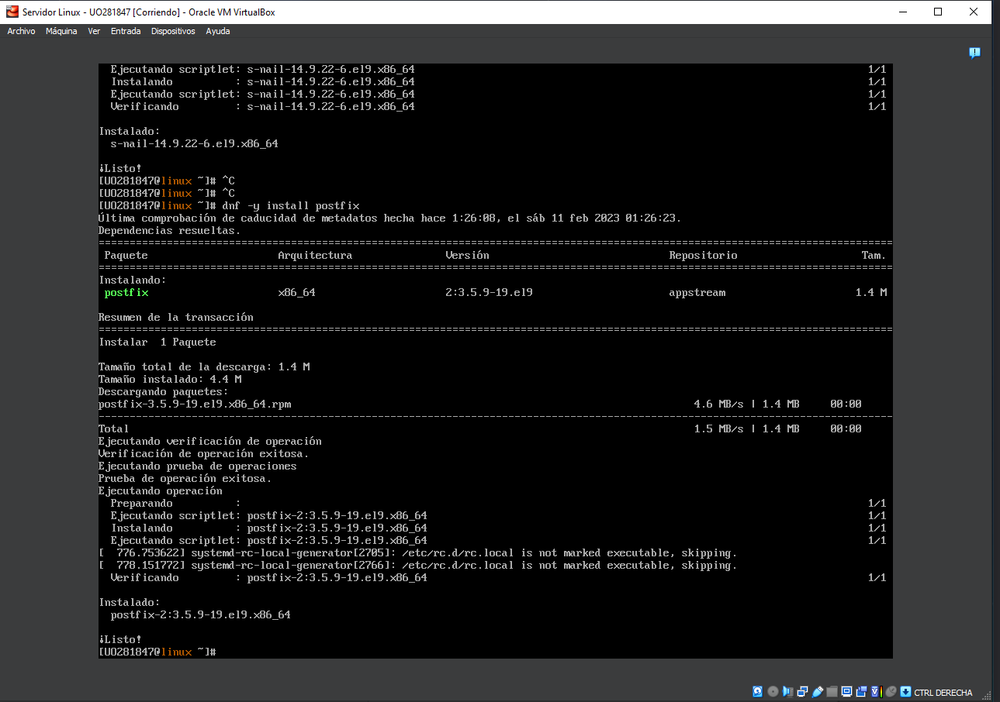 Servidor Linux - UO281847 [Corriendo] - Oracle VM VirtualBox
Archivo Máquina Ver Entrada Dispositivos Ayuda
Ejecutando scriptlet: s-nail-14.9.22-6.el9.x86_64 1/1
Instalando : s-nail-14.9.22-6.el9.x86_64 1/1
Ejecutando scriptlet: s-nail-14.9.22-6.el9.x86_64 1/1
Verificando : s-nail-14.9.22-6.el9.x86_64 1/1
Instalado:
s-nail-14.9.22-6.el9.x86_64
¡Listo!
[UO281847@linux ~]# ^C
[UO281847@linux ~]# ^C
[UO281847@linux ~]# dnf -y install postfix
Última comprobación de caducidad de metadatos hecha hace 1:26:08, el sáb 11 feb 2023 01:26:23.
Dependencias resueltas.
Paquete Arquitectura Versión Repositorio Tam.
Instalando:
postfix x86_64 2:3.5.9-19.el9 appstream 1.4 M
Resumen de la transacción
Instalar 1 Paquete
Tamaño total de la descarga: 1.4 M
Tamaño instalado: 4.4 M
Descargando paquetes:
postfix-3.5.9-19.el9.x86_64.rpm 4.6 MB/s | 1.4 MB 00:00
Total 1.5 MB/s | 1.4 MB 00:00
Ejecutando verificación de operación
Verificación de operación exitosa.
Ejecutando prueba de operaciones
Prueba de operación exitosa.
Ejecutando operación
Preparando : 1/1
Ejecutando scriptlet: postfix-2:3.5.9-19.el9.x86_64 1/1
Instalando : postfix-2:3.5.9-19.el9.x86_64 1/1
Ejecutando scriptlet: postfix-2:3.5.9-19.el9.x86_64 1/1
[ 776.753622] systemd-rc-local-generator[2705]: /etc/rc.d/rc.local is not marked executable, skipping.
[ 778.151772] systemd-rc-local-generator[2766]: /etc/rc.d/rc.local is not marked executable, skipping.
Verificando : postfix-2:3.5.9-19.el9.x86_64 1/1
Instalado:
postfix-2:3.5.9-19.el9.x86_64
¡Listo!
[UO281847@linux ~]#
CTRL DERECHA